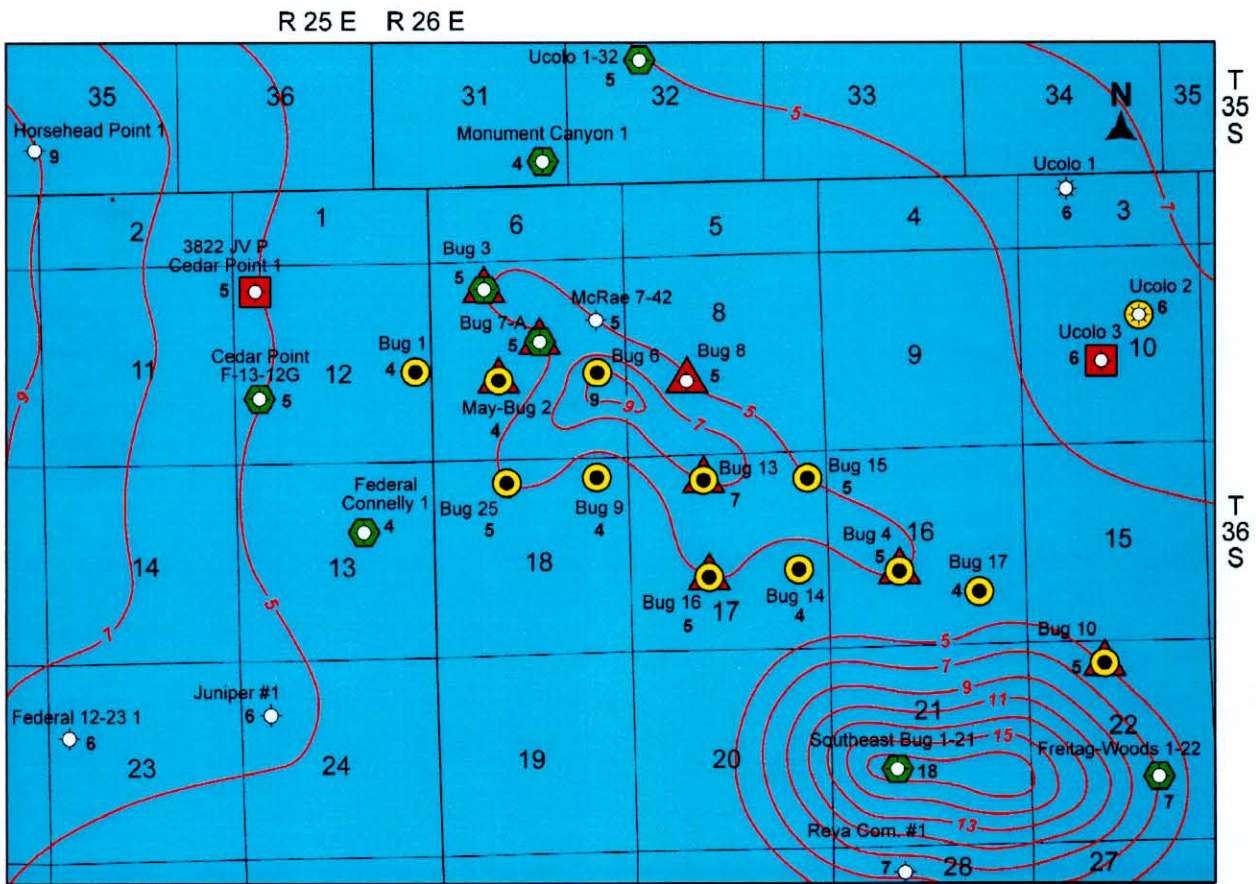 R 25 E R 26 E
35
36
31
Ucolo 1-32
5
32
33
34
35
N
T
35
S
5
Horsehead Point 1
9
Monument Canyon 1
4
Ucolo 1
6
3
7
2
1
6
5
4
3822 JV P
Cedar Point 1
5
Bug 3
5
McRae 7-42
5
8
9
Ucolo 2
6
Ucolo 3
6
10
Bug 7-A
5
11
12
Bug 1
4
Bug 6
9
9
Bug 8
5
Cedar Point
F-13-12G
5
May-Bug 2
4
9
7
5
Bug 13
7
Bug 15
5
Federal
Connelly 1
4
Bug 25
5
Bug 9
4
T
36
S
14
13
18
Bug 4
5
16
15
Bug 17
4
Bug 16
5
17
Bug 14
4
5
7
5
Bug 10
5
7
9
11
Federal 12-23 1
6
Juniper #1
6
21
15
22
Southeast Bug 1-21
18
Freitag-Woods 1-22
7
23
24
19
20
13
Reva Com. #1
7
28
27